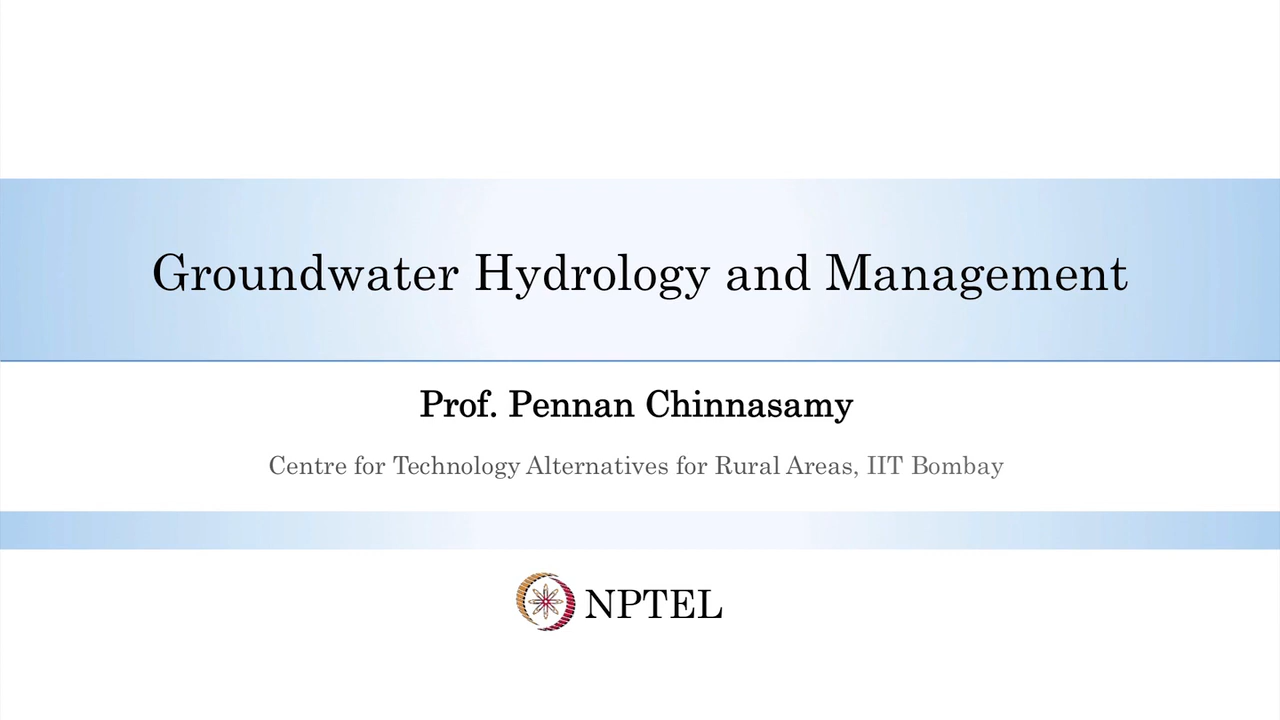 Groundwater Hydrology and Management
Prof. Pennan Chinnasamy
Centre for Technology Alternatives for Rural Areas, IIT Bombay
NPTEL